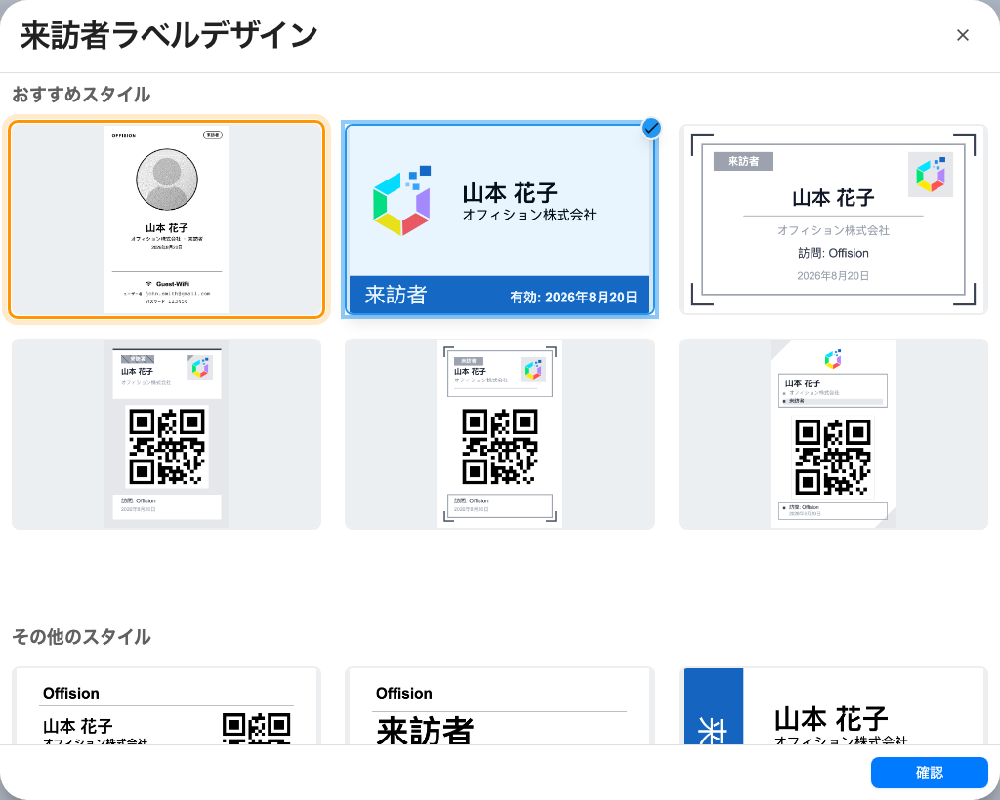 来訪者ラベルデザイン
おすすめスタイル
OFFISION
来訪者
山本 花子
オフィション株式会社 · 来訪者
2026年8月20日
Guest-WiFi
ユーザー名 john.smith@gmail.com
パスワード 123456
山本 花子
オフィション株式会社
来訪者
有効: 2026年8月20日
来訪者
山本 花子
オフィション株式会社
訪問: Offision
2026年8月20日
来訪者
山本 花子
オフィション株式会社
訪問: Offision
2026年8月20日
来訪者
山本 花子
オフィション株式会社
訪問: Offision
2026年8月20日
山本 花子
オフィション株式会社
来訪者
訪問: Offision
2026年8月20日
その他のスタイル
Offision
山本 花子
オフィション株式会社
Offision
来訪者
来
山本 花子
オフィション株式会社
確認